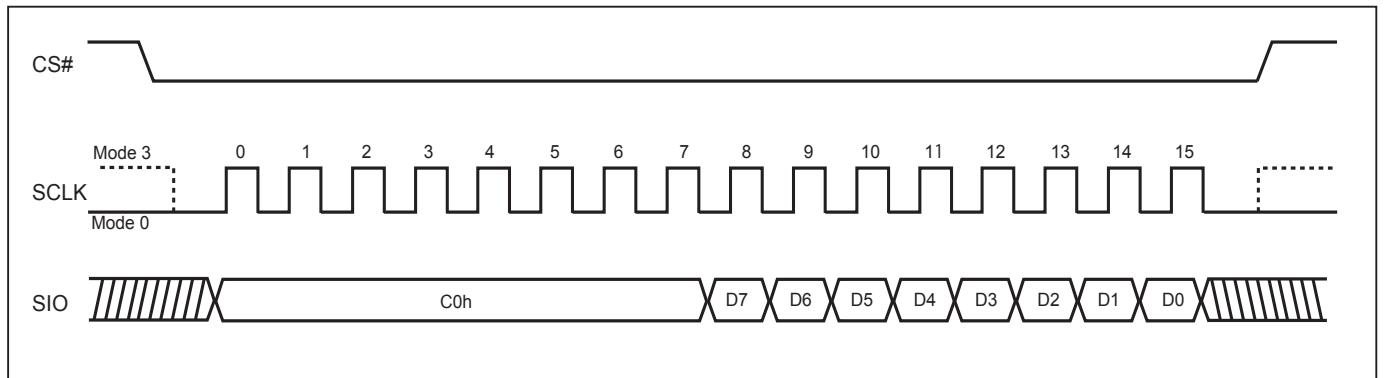 CS#
Mode 3 0 1 2 3 4 5 6 7 8 9 10 11 12 13 14 15
SCLK
Mode 0
SIO C0h D7 D6 D5 D4 D3 D2 D1 D0